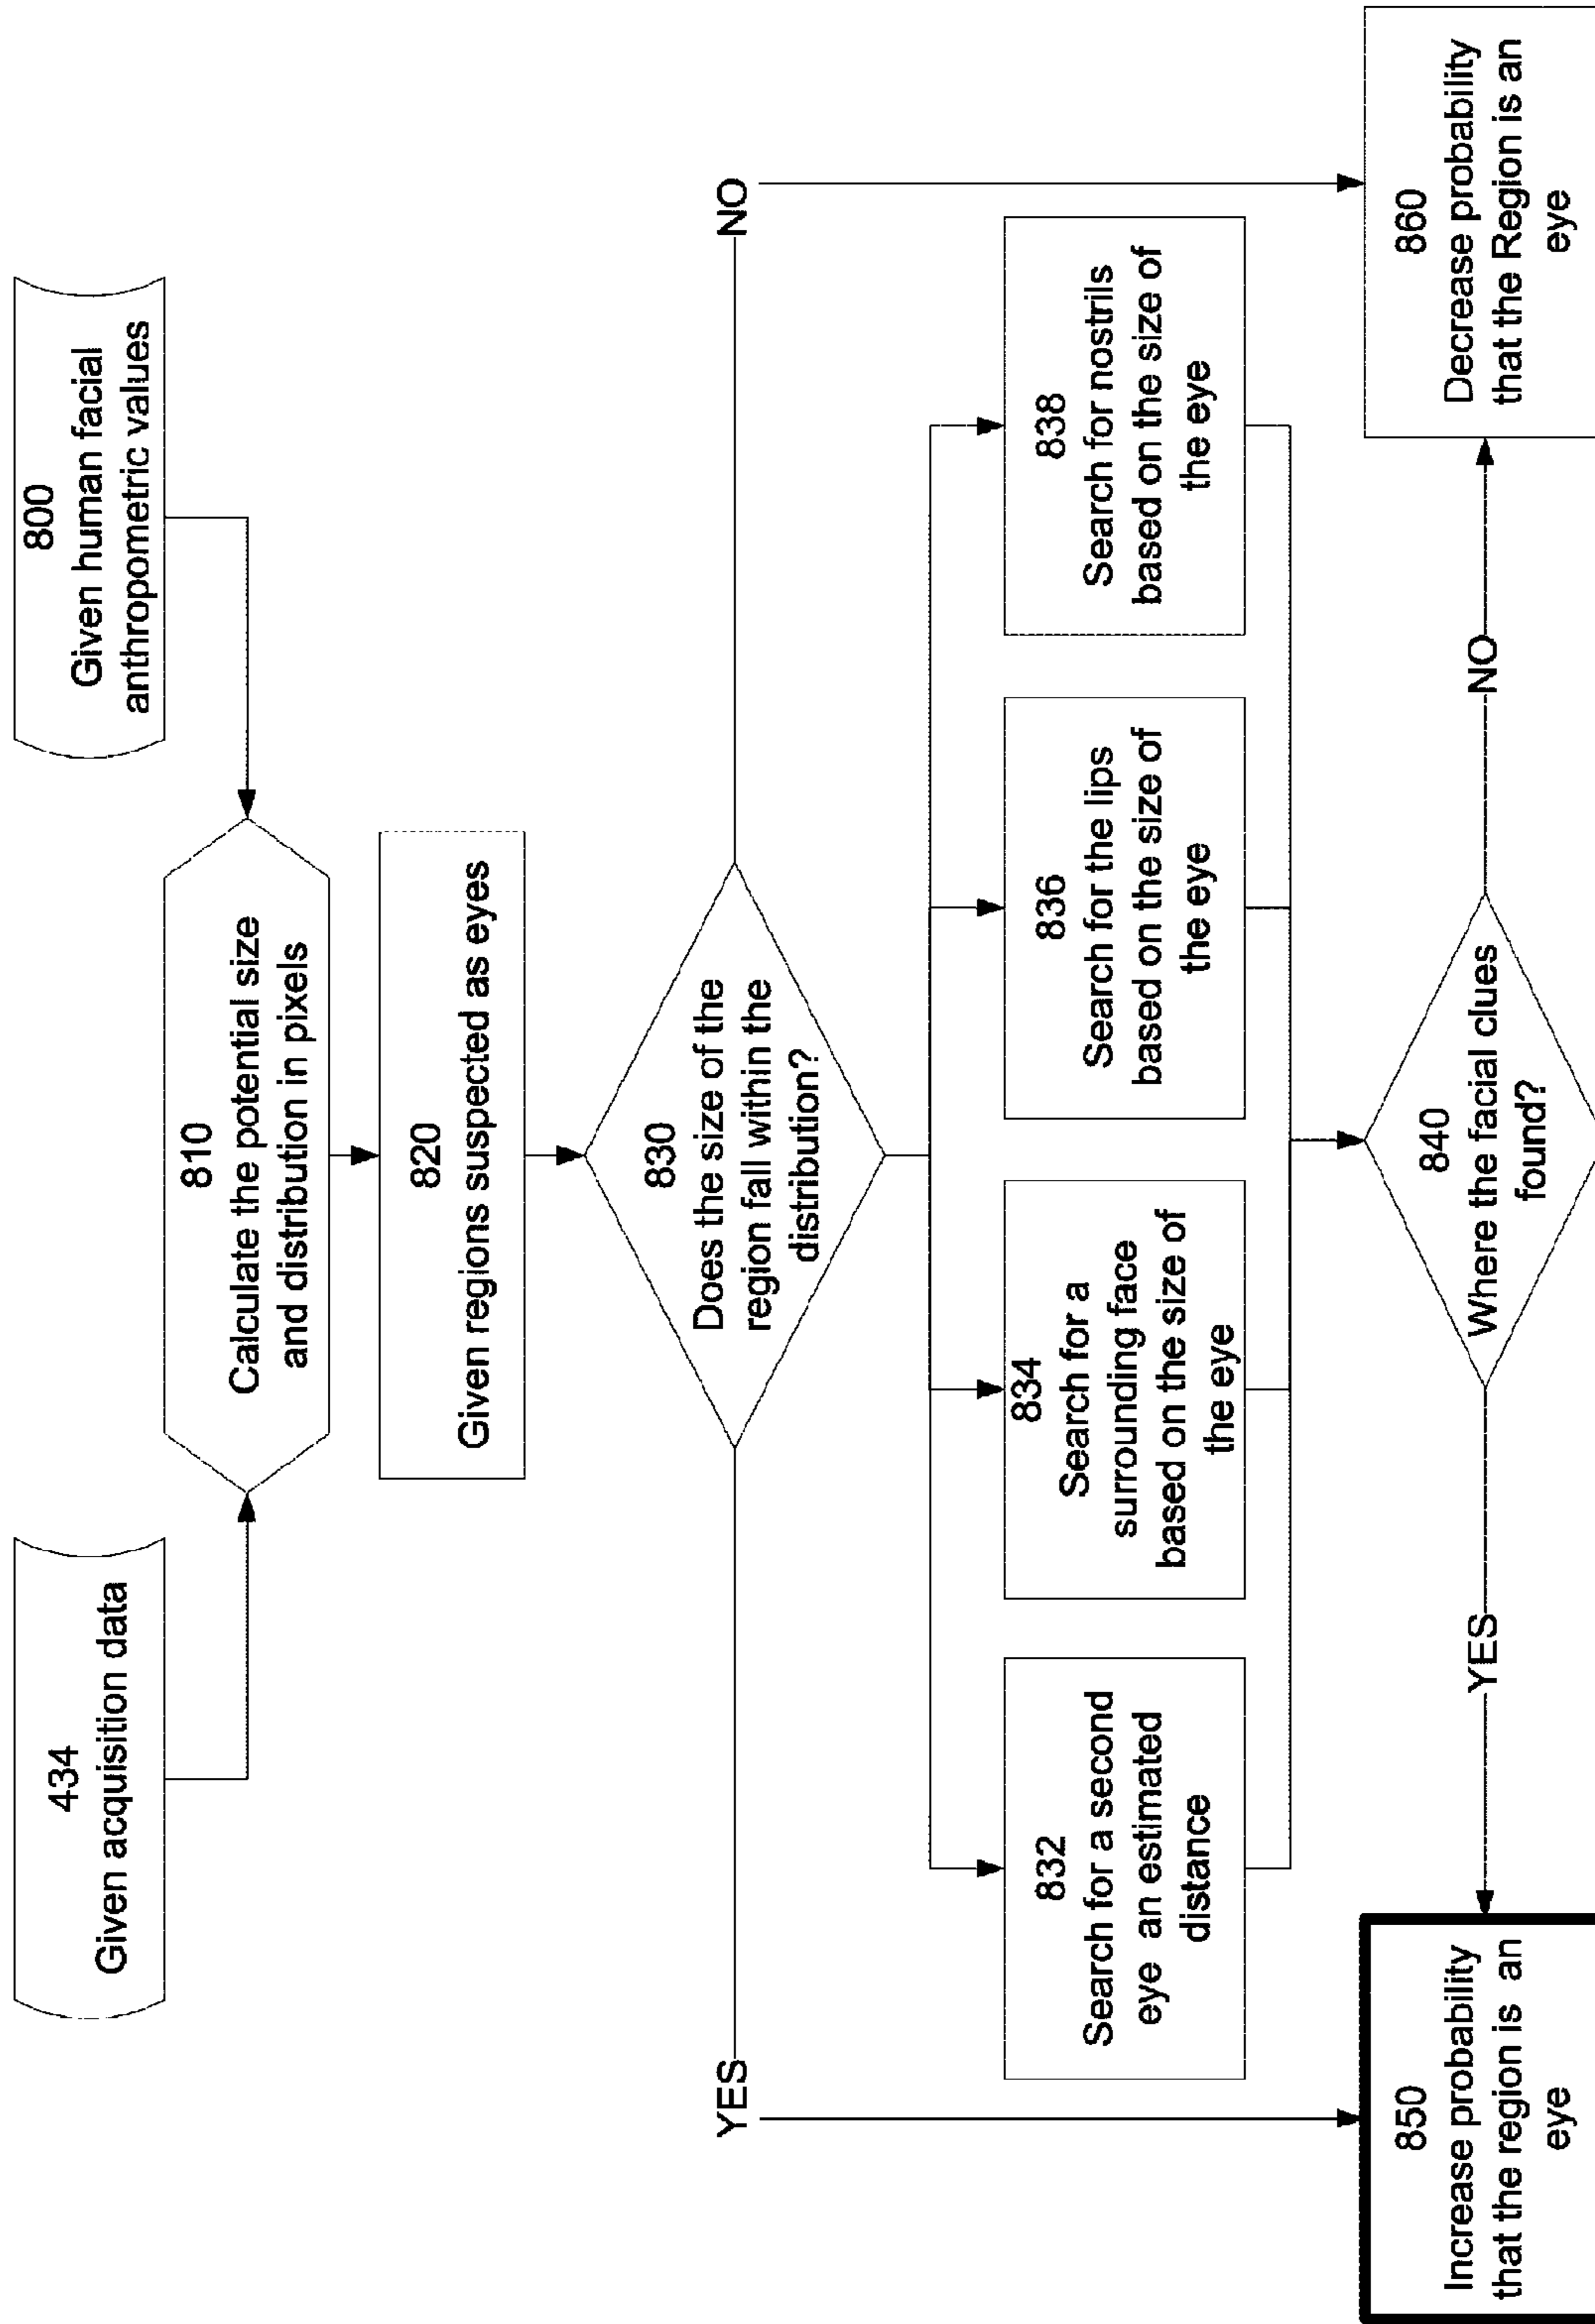 434
Given acquisition data
800
Given human facial
anthropometric values
810
Calculate the potential size
and distribution in pixels
820
Given regions suspected as eyes
830
Does the size of the
region fall within the
distribution?
YES
NO
832
Search for a second
eye an estimated
distance
834
Search for a
surrounding face
based on the size of
the eye
836
Search for the lips
based on the size of
the eye
838
Search for nostrils
based on the size of
the eye
840
Where the facial clues
found?
YES
NO
850
Increase probability
that the region is an
eye
860
Decrease probability
that the Region is an
eye